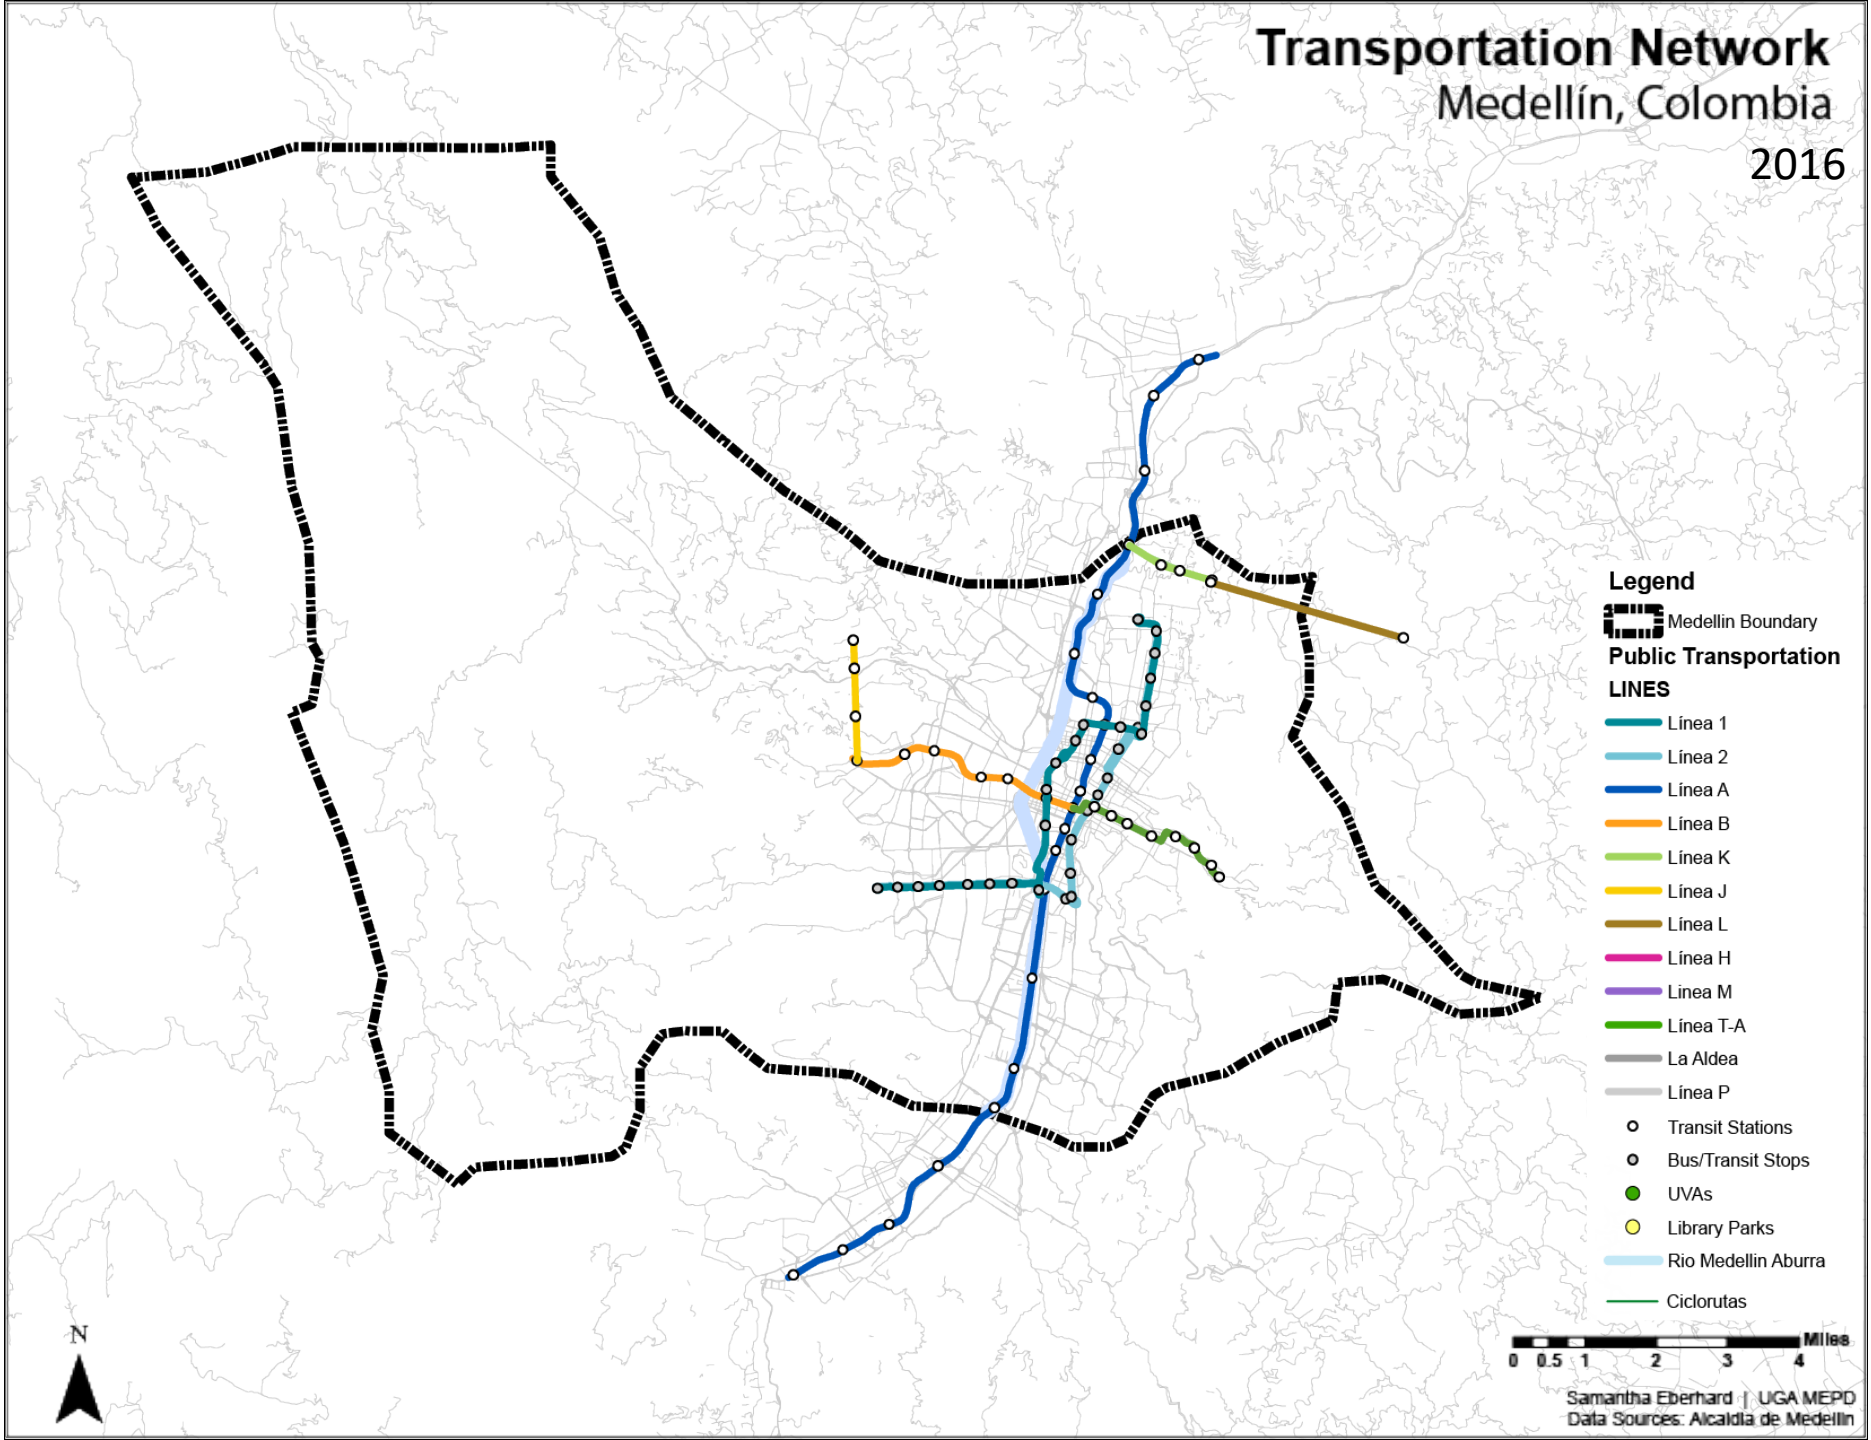 Transportation Network
Medellín, Colombia
2016
Legend
Medellin Boundary
Public Transportation
LINES
Línea 1
Línea 2
Línea A
Línea B
Línea K
Línea J
Línea L
Línea H
Linea M
Línea T-A
La Aldea
Línea P
Transit Stations
Bus/Transit Stops
UVAs
Library Parks
Rio Medellin Aburra
Ciclorutas
N
Miles
0 0.5 1 2 3 4
Samantha Eberhard | UGA MEPD
Data Sources: Alcaldia de Medellin